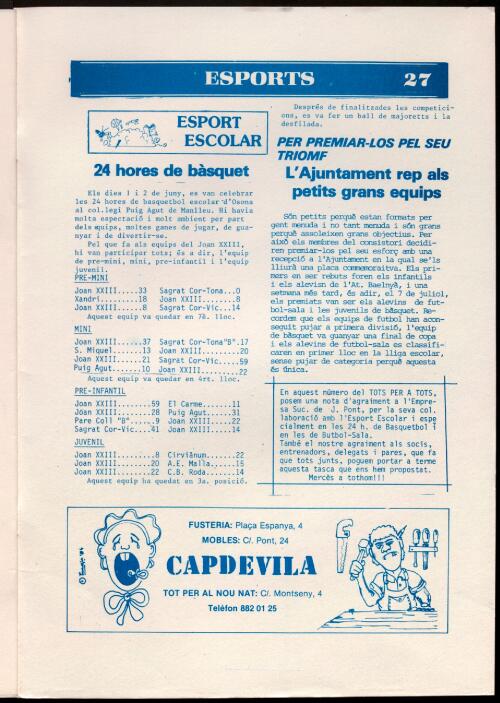 ESPORTS 27
ESPORT
ESCOLAR
24 hores de bàsquet
Els dies 1 i 2 de juny, es van celebrar
les 24 hores de basquetbol escolar d'Osona
al col.legi Puig Agut de Manlleu. Hi havia
molta espectació i molt ambient per part
dels equips, moltes ganes de jugar, de gua-
nyar i de divertir-se.
Pel que fa als equips del Joan XXIII,
hi van participar tots; és a dir, l'equip
de pre-mini, mini, pre-infantil i l'equip
juvenil.
PRE-MINI
Joan XXIII.....33 Sagrat Cor-Tona...0
Xandri.........18 Joan XXIII........8
Joan XXIII......8 Sagrat Cor-Vic...14
Aquest equip va quedar en 7è. lloc.
MINI
Joan XXIII.....37 Sagrat Cor-Tona"B".17
S. Miquel......13 Joan XXIII.......20
Joan XXIII.....21 Sagrat Cor-Vic...59
Puig Agut......10 Joan XXIII.......22
Aquest equip va quedar en 4rt. lloc.
PRE-INFANTIL
Joan XXIII.......59 El Carme......11
Joan XXIII.......28 Puig Agut.....31
Pare Coll "B".....9 Joan XXIII....22
Sagrat Cor-Vic...41 Joan XXIII....14
JUVENIL
Joan XXIII........8 Cirviànum.....22
Joan XXIII.......20 A.E. Malla....15
Joan XXIII.......22 C.B. Roda.....14
Aquest equip ha quedat en 3a. posició.
Després de finalitzades les competici-
ons, es va fer un ball de majoretts i la
desfilada.
PER PREMIAR-LOS PEL SEU
TRIOMF
L'Ajuntament rep als
petits grans equips
Són petits perquè estan formats per
gent menuda i no tant menuda i són grans
perquè assoleixen grans objectius. Per
això els membres del consistori decidi-
ren premiar-los pel seu esforç amb una
recepció a l'Ajuntament en la qual se'ls
lliurà una placa commemoraitva. Els pri-
mers en ser rebuts foren els infantils
i els alevins de l'At. Baelnyà, i una
setmana més tard, és adir, el 7 de juliol,
els premiats van ser els alevins de fut-
bol-sala i les juvenils de bàsquet. Re-
cordem que els equips de futbol han acon-
seguit pujar a primera divisió, l'equip
de bàsquet va guanyar una final de copa
i els alevins de futbol-sala es classifi-
caren en primer lloc en la lliga escolar,
sense pujar de categoria perquè aquesta
és única.
En aquest número del TOTS PER A TOTS,
posem una nota d'agraiment a l'Empre-
sa Suc. de J. Pont, per la seva col.
laboració amb l'Esport Escolar i espe
cialment en les 24 h. de Basquetbol i
en les de Butbol-Sala.
També el nostre agraiment als socis,
entrenadors, delegats i pares, que fa
que tots junts, poguem portar a terme
aquesta tasca que ens hem propostat.
Mercès a tothom!!!
FUSTERIA: Plaça Espanya, 4
MOBLES: C/. Pont, 24
CAPDEVILA
TOT PER AL NOU NAT: C/. Montseny, 4
Telèfon 882 01 25